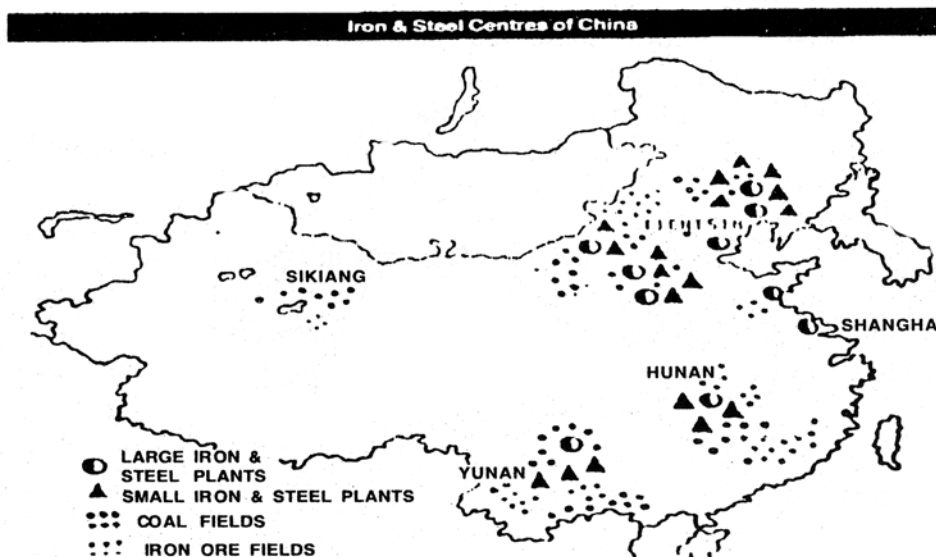 Iron & Steel Centres of China
SIKIANG
SHANGHA
HUNAN
YUNAN
LARGE IRON &
STEEL PLANTS
SMALL IRON & STEEL PLANTS
COAL FIELDS
IRON ORE FIELDS